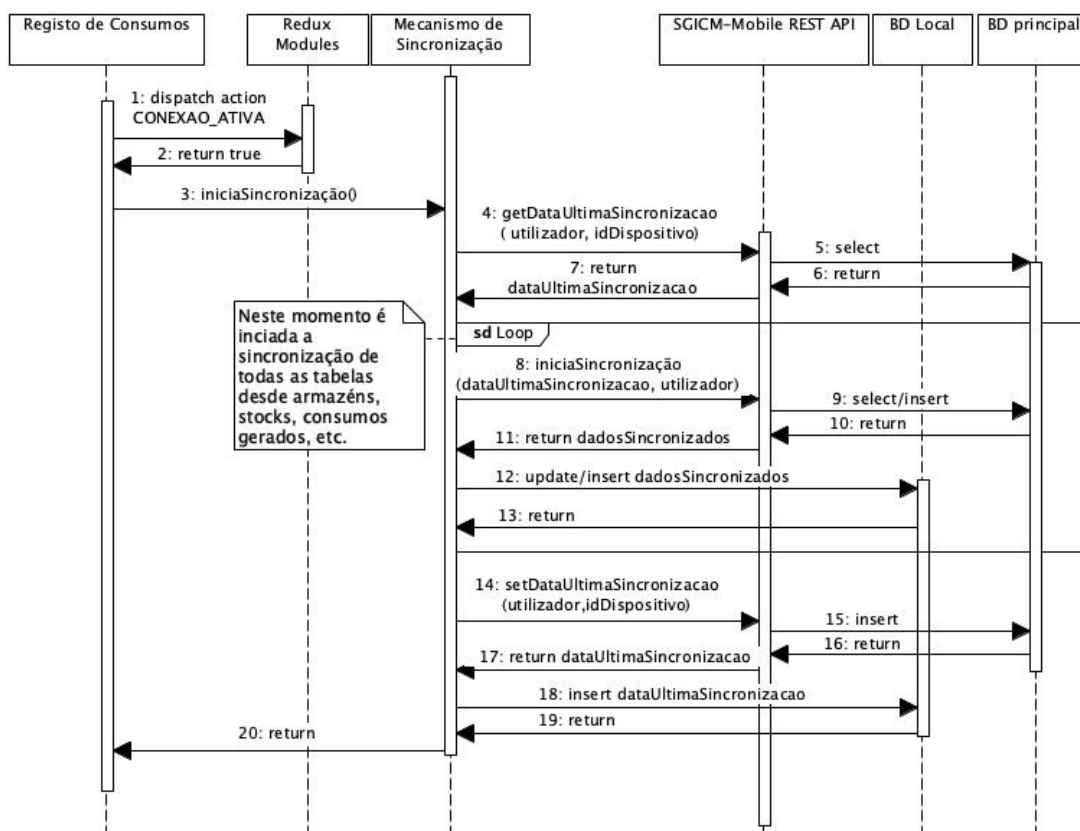 Registo de Consumos
Redux
Modules
Mecanismo de
Sincronização
SGICM-Mobile REST API
BD Local
BD principal
1: dispatch action
CONEXAO_ATIVA
2: return true
3: iniciaSincronização()
4: getDataUltimaSincronizacao
( utilizador, idDispositivo)
5: select
6: return
7: return
dataUltimaSincronizacao
Neste momento é
inciada a
sincronização de
todas as tabelas
desde armazéns,
stocks, consumos
gerados, etc.
sd Loop
8: iniciaSincronização
(dataUltimaSincronizacao, utilizador)
9: select/insert
10: return
11: return dadosSincronizados
12: update/insert dadosSincronizados
13: return
14: setDataUltimaSincronizacao
(utilizador,idDispositivo)
15: insert
16: return
17: return dataUltimaSincronizacao
18: insert dataUltimaSincronizacao
19: return
20: return